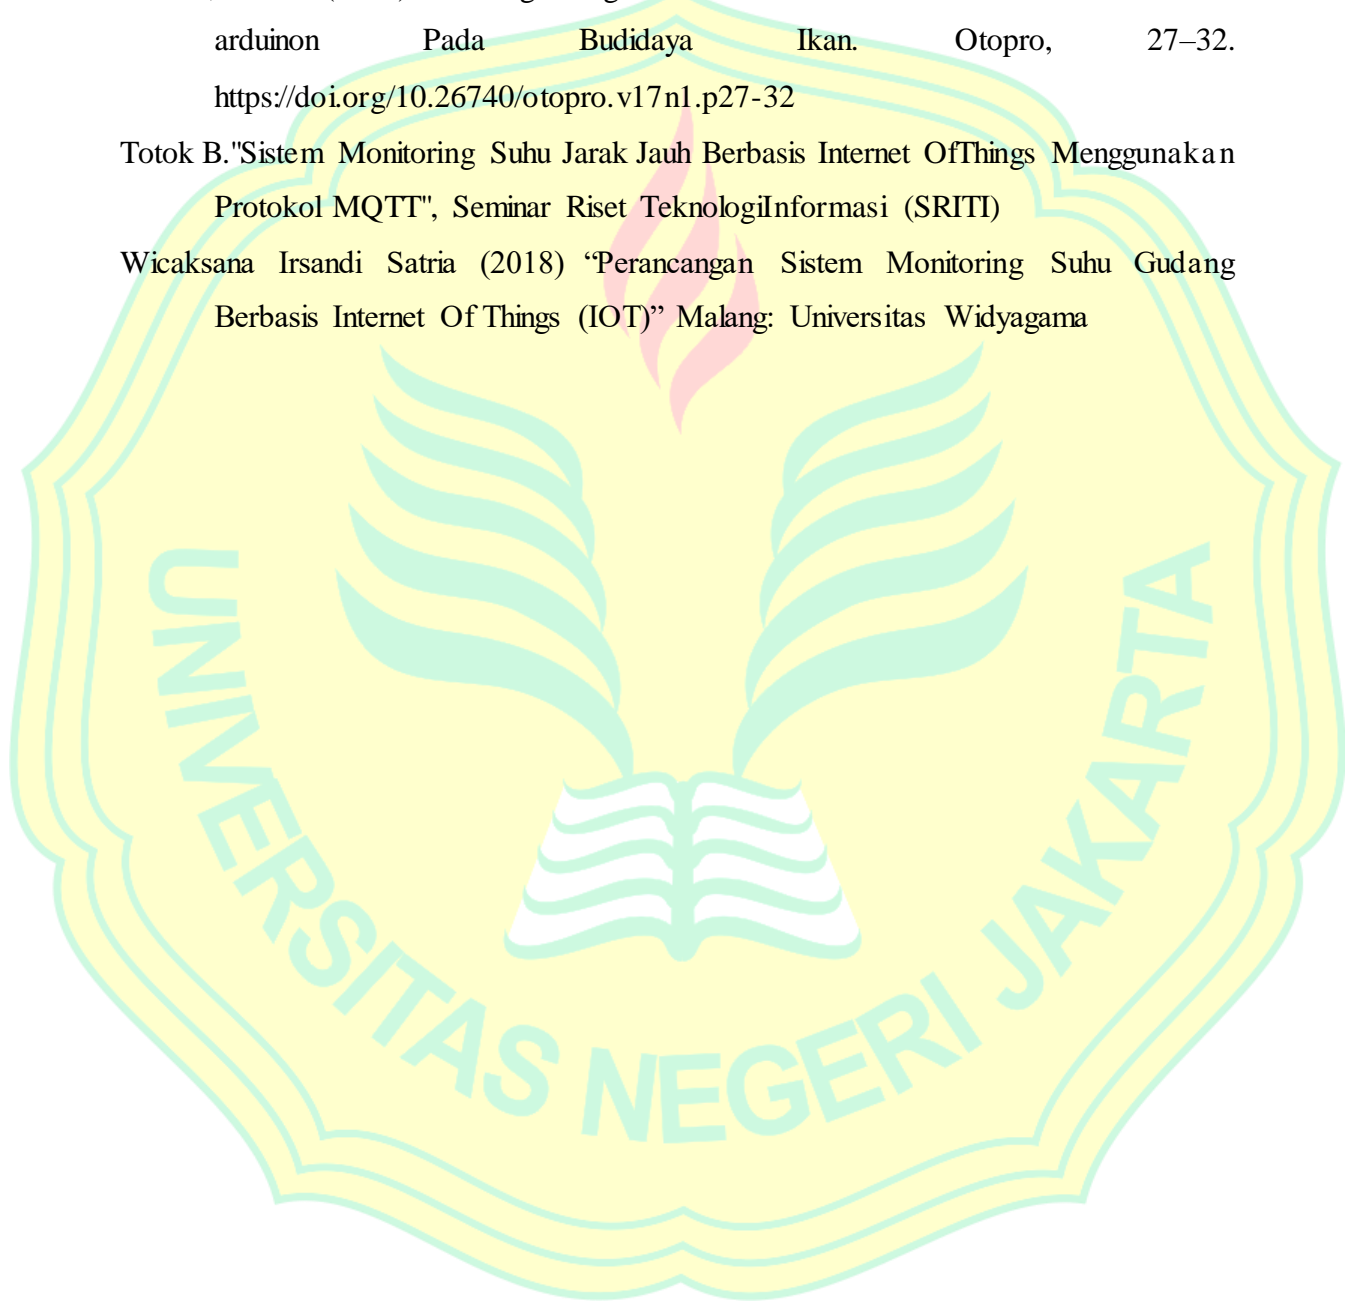 arduinon Pada Budidaya Ikan. Otopro, 27–32.
https://doi.org/10.26740/otopro.v17n1.p27-32
Totok B."Sistem Monitoring Suhu Jarak Jauh Berbasis Internet OfThings Menggunakan
Protokol MQTT", Seminar Riset TeknologiInformasi (SRITI)
Wicaksana Irsandi Satria (2018) “Perancangan Sistem Monitoring Suhu Gudang
Berbasis Internet Of Things (IOT)” Malang: Universitas Widyagama
UNIVERSITAS NEGERI JAKARTA